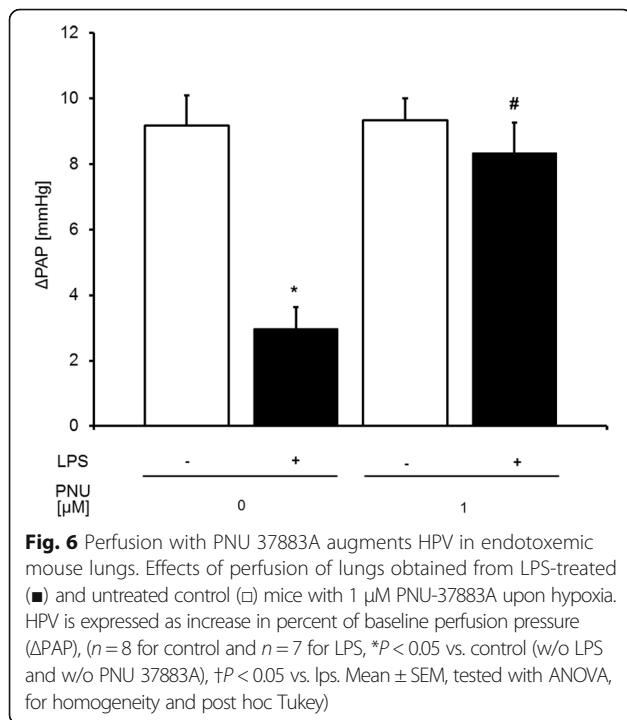 12
10
8
6
4
2
0
ΔPAP [mmHg]
*
#
LPS - + - +
PNU [µM] 0 1
Fig. 6 Perfusion with PNU 37883A augments HPV in endotoxemic
mouse lungs. Effects of perfusion of lungs obtained from LPS-treated
(■) and untreated control (□) mice with 1 μM PNU-37883A upon hypoxia.
HPV is expressed as increase in percent of baseline perfusion pressure
(ΔPAP), (n = 8 for control and n = 7 for LPS, *P < 0.05 vs. control (w/o LPS
and w/o PNU 37883A), †P < 0.05 vs. lps. Mean ± SEM, tested with ANOVA,
for homogeneity and post hoc Tukey)